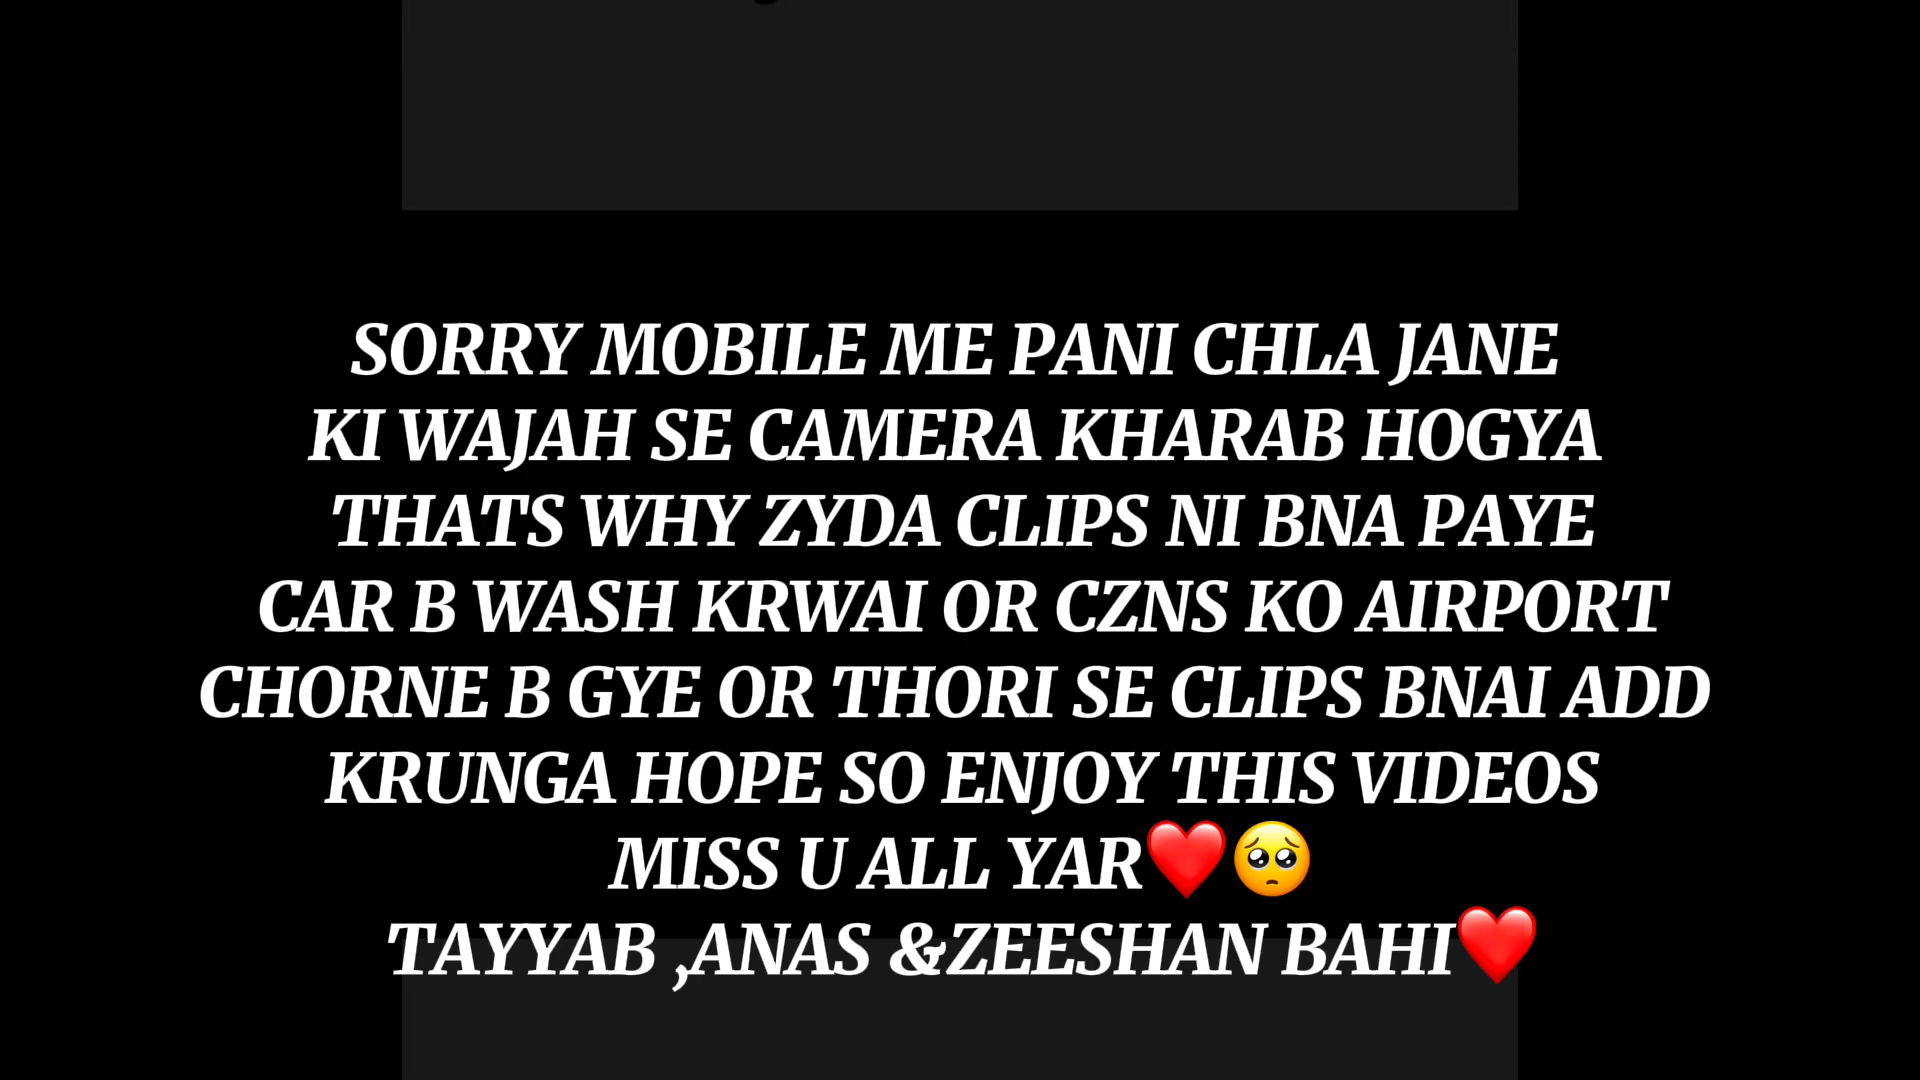 SORRY MOBILE ME PANI CHLA JANE
KI WAJAH SE CAMERA KHARAB HOGYA
THATS WHY ZYDA CLIPS NI BNA PAYE
CAR B WASH KRWAI OR CZNS KO AIRPORT
CHORNE B GYE OR THORI SE CLIPS BNAI ADD
KRUNGA HOPE SO ENJOY THIS VIDEOS
MISS U ALL YAR❤️🥺
TAYYAB ,ANAS &ZEESHAN BAHI❤️